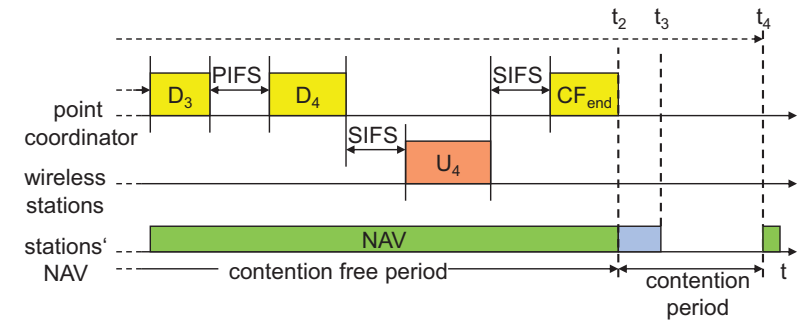 t2 t3 t4
PIFS SIFS
D3 D4 CFend
point
coordinator
SIFS
U4
wireless
stations
stations‘
NAV
NAV
contention free period
contention
period
t